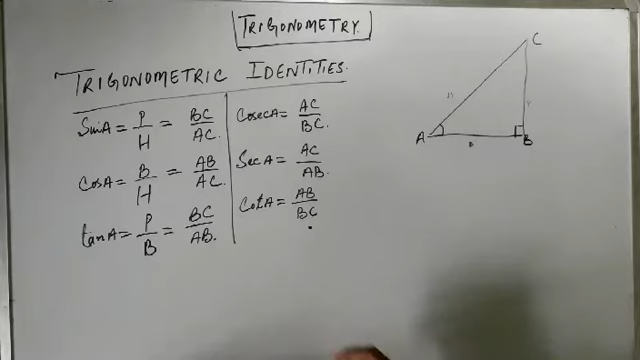 TRIGONOMETRY.
TRIGONOMETRIC IDENTITIES.
SinA = P/H = BC/AC.
CosA = B/H = AB/AC.
tanA = P/B = BC/AB.
CosecA = AC/BC.
SecA = AC/AB.
CotA = AB/BC
C
A
B